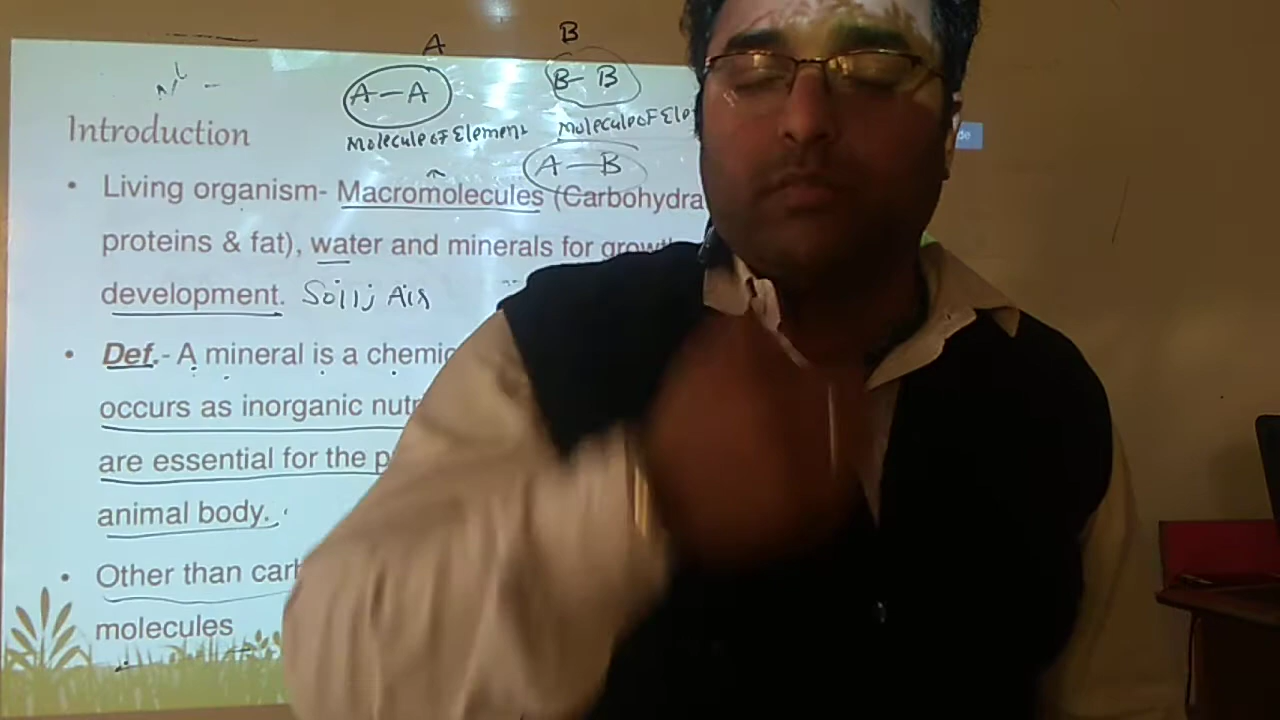 A B
A–A B–B
Introduction
Molecule of Element Molecule of Ele
A–B
• Living organism- Macromolecules (Carbohydra
proteins & fat), water and minerals for growth
development. Soil, Air
• Def.- A mineral is a chemic
occurs as inorganic nutr
are essential for the p
animal body.
• Other than carb
molecules
de